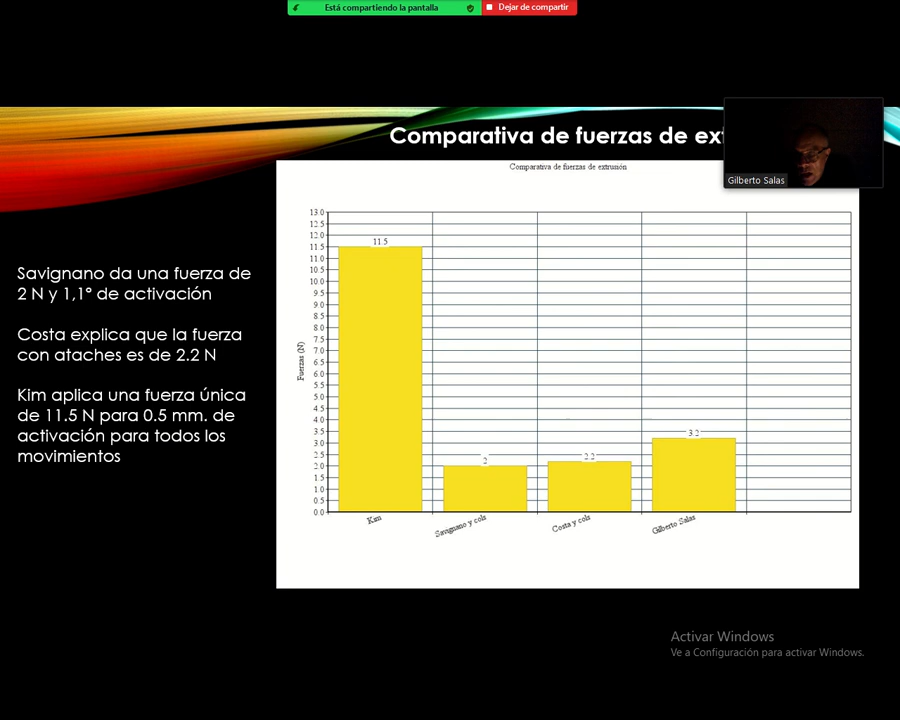 Está compartiendo la pantalla
Dejar de compartir
Comparativa de fuerzas de ext
Gilberto Salas
Savignano da una fuerza de
2 N y 1,1° de activación
Costa explica que la fuerza
con ataches es de 2.2 N
Kim aplica una fuerza única
de 11.5 N para 0.5 mm. de
activación para todos los
movimientos
Comparativa de fuerzas de extrunón
Fuerzas (N)
13.0
12.5
12.0
11.5
11.0
10.5
10.0
9.5
9.0
8.5
8.0
7.5
7.0
6.5
6.0
5.5
5.0
4.5
4.0
3.5
3.0
2.5
2.0
1.5
1.0
0.5
0.0
11.5
2
2.2
3.2
Kim
Savignano y cols
Costa y cols
Gilberto Salas
Activar Windows
Ve a Configuración para activar Windows.